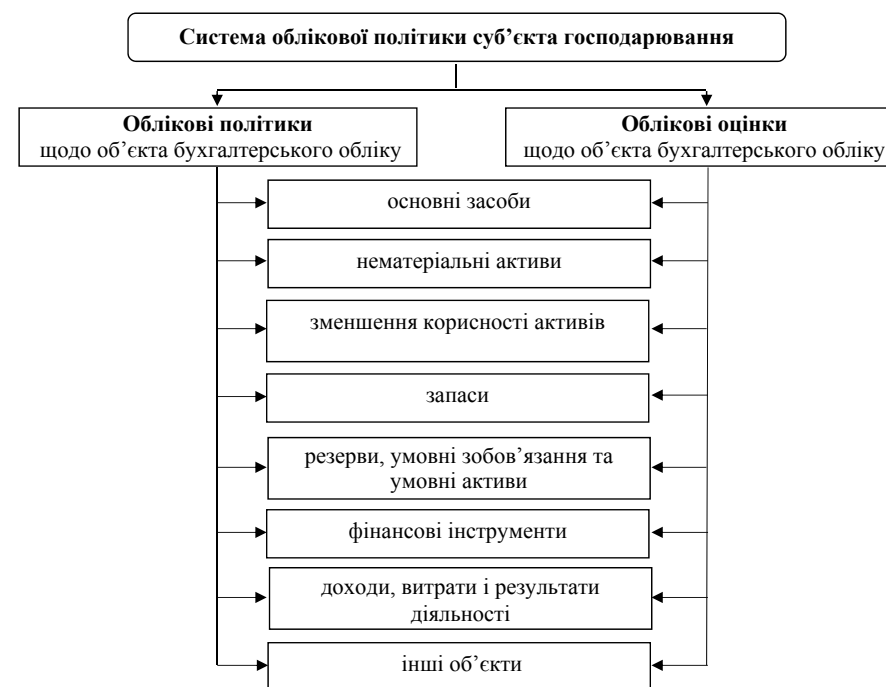 Система облікової політики суб’єкта господарювання
Облікові політики
щодо об’єкта бухгалтерського обліку
Облікові оцінки
щодо об’єкта бухгалтерського обліку
основні засоби
нематеріальні активи
зменшення корисності активів
запаси
резерви, умовні зобов’язання та
умовні активи
фінансові інструменти
доходи, витрати і результати
діяльності
інші об’єкти